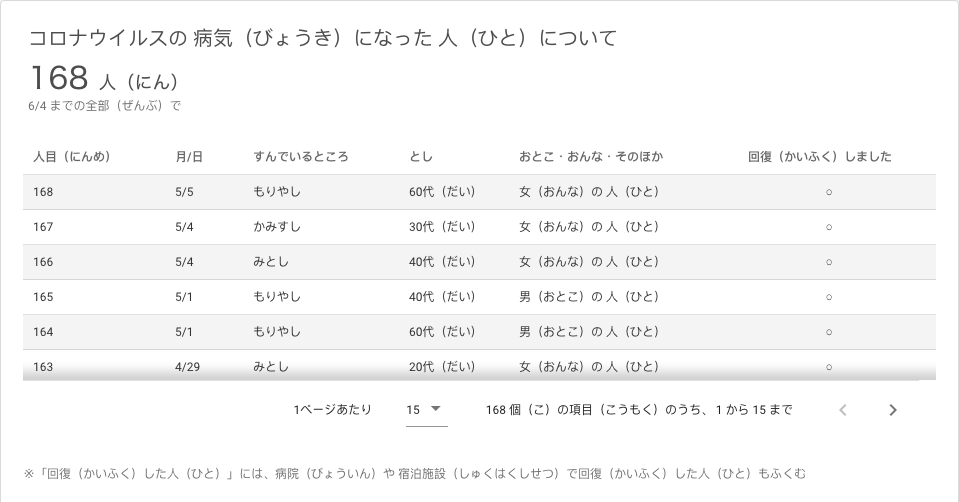 コロナウイルスの 病気（びょうき）になった 人（ひと）について
168 人（にん）
6/4 までの全部（ぜんぶ）で
人目（にんめ） 月/日 すんでいるところ とし おとこ・おんな・そのほか 回復（かいふく）しました
168 5/5 もりやし 60代（だい） 女（おんな）の 人（ひと） ○
167 5/4 かみすし 30代（だい） 女（おんな）の 人（ひと） ○
166 5/4 みとし 40代（だい） 女（おんな）の 人（ひと） ○
165 5/1 もりやし 40代（だい） 男（おとこ）の 人（ひと） ○
164 5/1 もりやし 60代（だい） 男（おとこ）の 人（ひと） ○
163 4/29 みとし 20代（だい） 女（おんな）の 人（ひと） ○
1ページあたり 15 168 個（こ）の項目（こうもく）のうち、1 から 15 まで
※「回復（かいふく）した人（ひと）」には、病院（びょういん）や 宿泊施設（しゅくはくしせつ）で回復（かいふく）した人（ひと）もふくむ